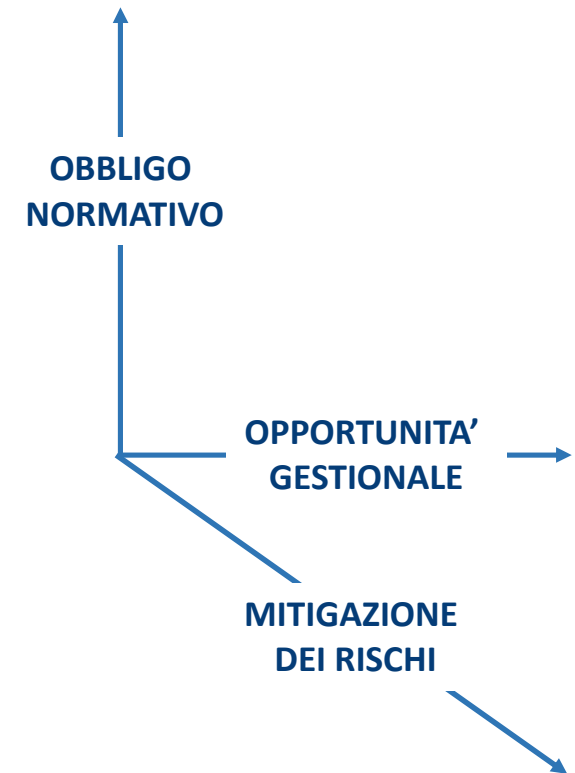 OBBLIGO
NORMATIVO
OPPORTUNITA’
GESTIONALE
MITIGAZIONE
DEI RISCHI